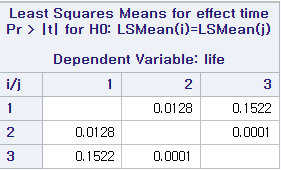 Least Squares Means for effect time
Pr > |t| for H0: LSMean(i)=LSMean(j)
Dependent Variable: life
i/j 1 2 3
1 0.0128 0.1522
2 0.0128 0.0001
3 0.1522 0.0001